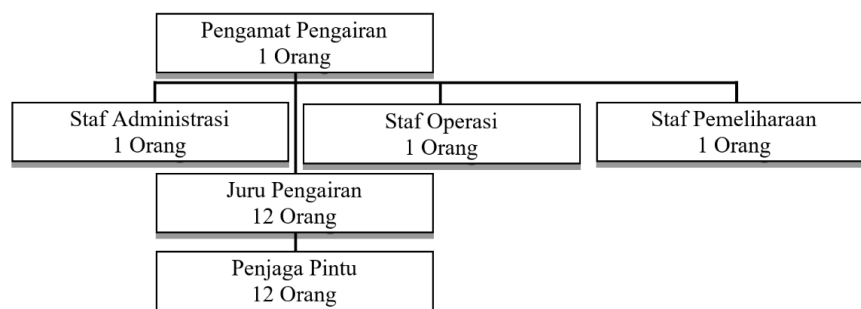 Pengamat Pengairan
1 Orang
Staf Administrasi
1 Orang
Staf Operasi
1 Orang
Staf Pemeliharaan
1 Orang
Juru Pengairan
12 Orang
Penjaga Pintu
12 Orang